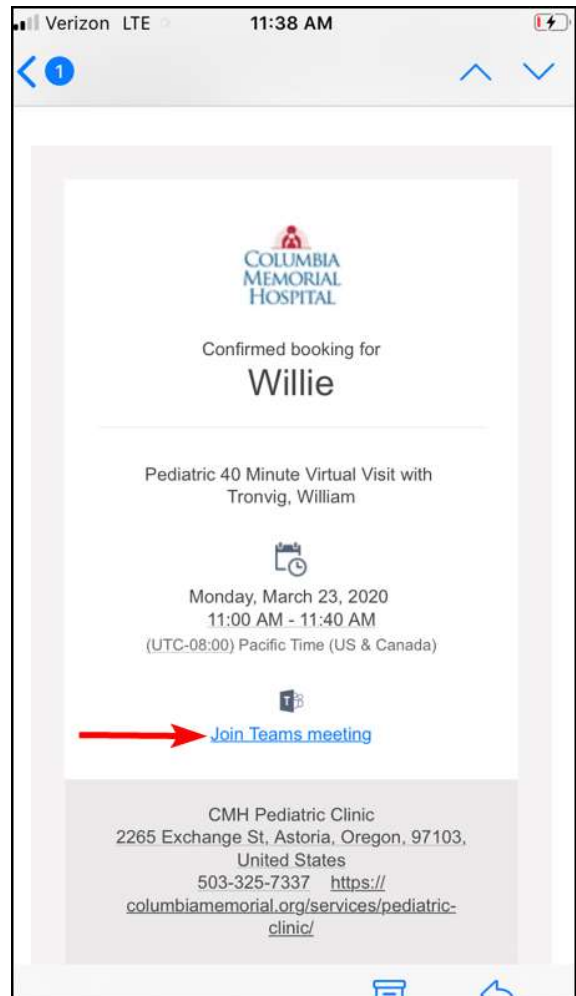 Verizon LTE 11:38 AM
1
COLUMBIA
MEMORIAL
HOSPITAL
Confirmed booking for
Willie
Pediatric 40 Minute Virtual Visit with
Tronvig, William
Monday, March 23, 2020
11:00 AM - 11:40 AM
(UTC-08:00) Pacific Time (US & Canada)
T
Join Teams meeting
CMH Pediatric Clinic
2265 Exchange St, Astoria, Oregon, 97103,
United States
503-325-7337 https://
columbiamemorial.org/services/pediatric-
clinic/